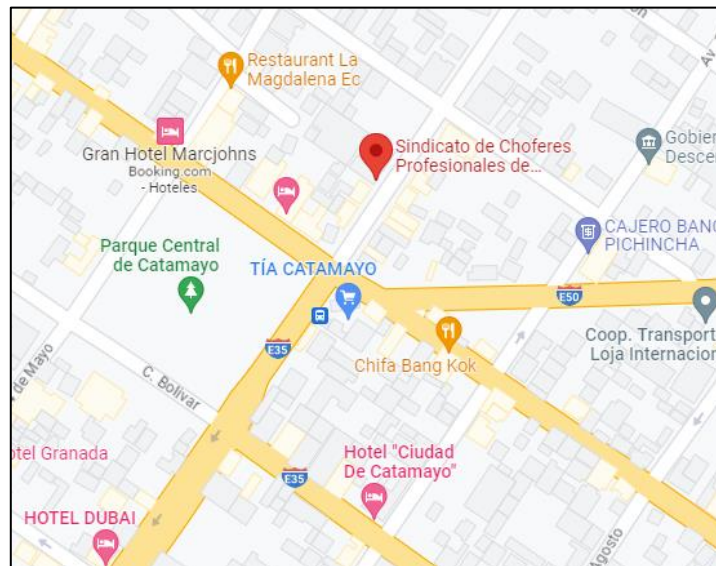 Restaurant La
Magdalena Ec
Sindicato de Choferes
Profesionales de...
Gran Hotel Marcjohns
Booking.com
- Hoteles
CAJERO BANC
PICHINCHA
Parque Central
de Catamayo
TÍA CATAMAYO
E50
E35
Coop. Transport
Loja Internacion
Chifa Bang Kok
de Mayo
C. Bolívar
Hotel "Ciudad
De Catamayo"
otel Granada
E35
HOTEL DUBAI
Agosto
Av.
Gobier
Descen